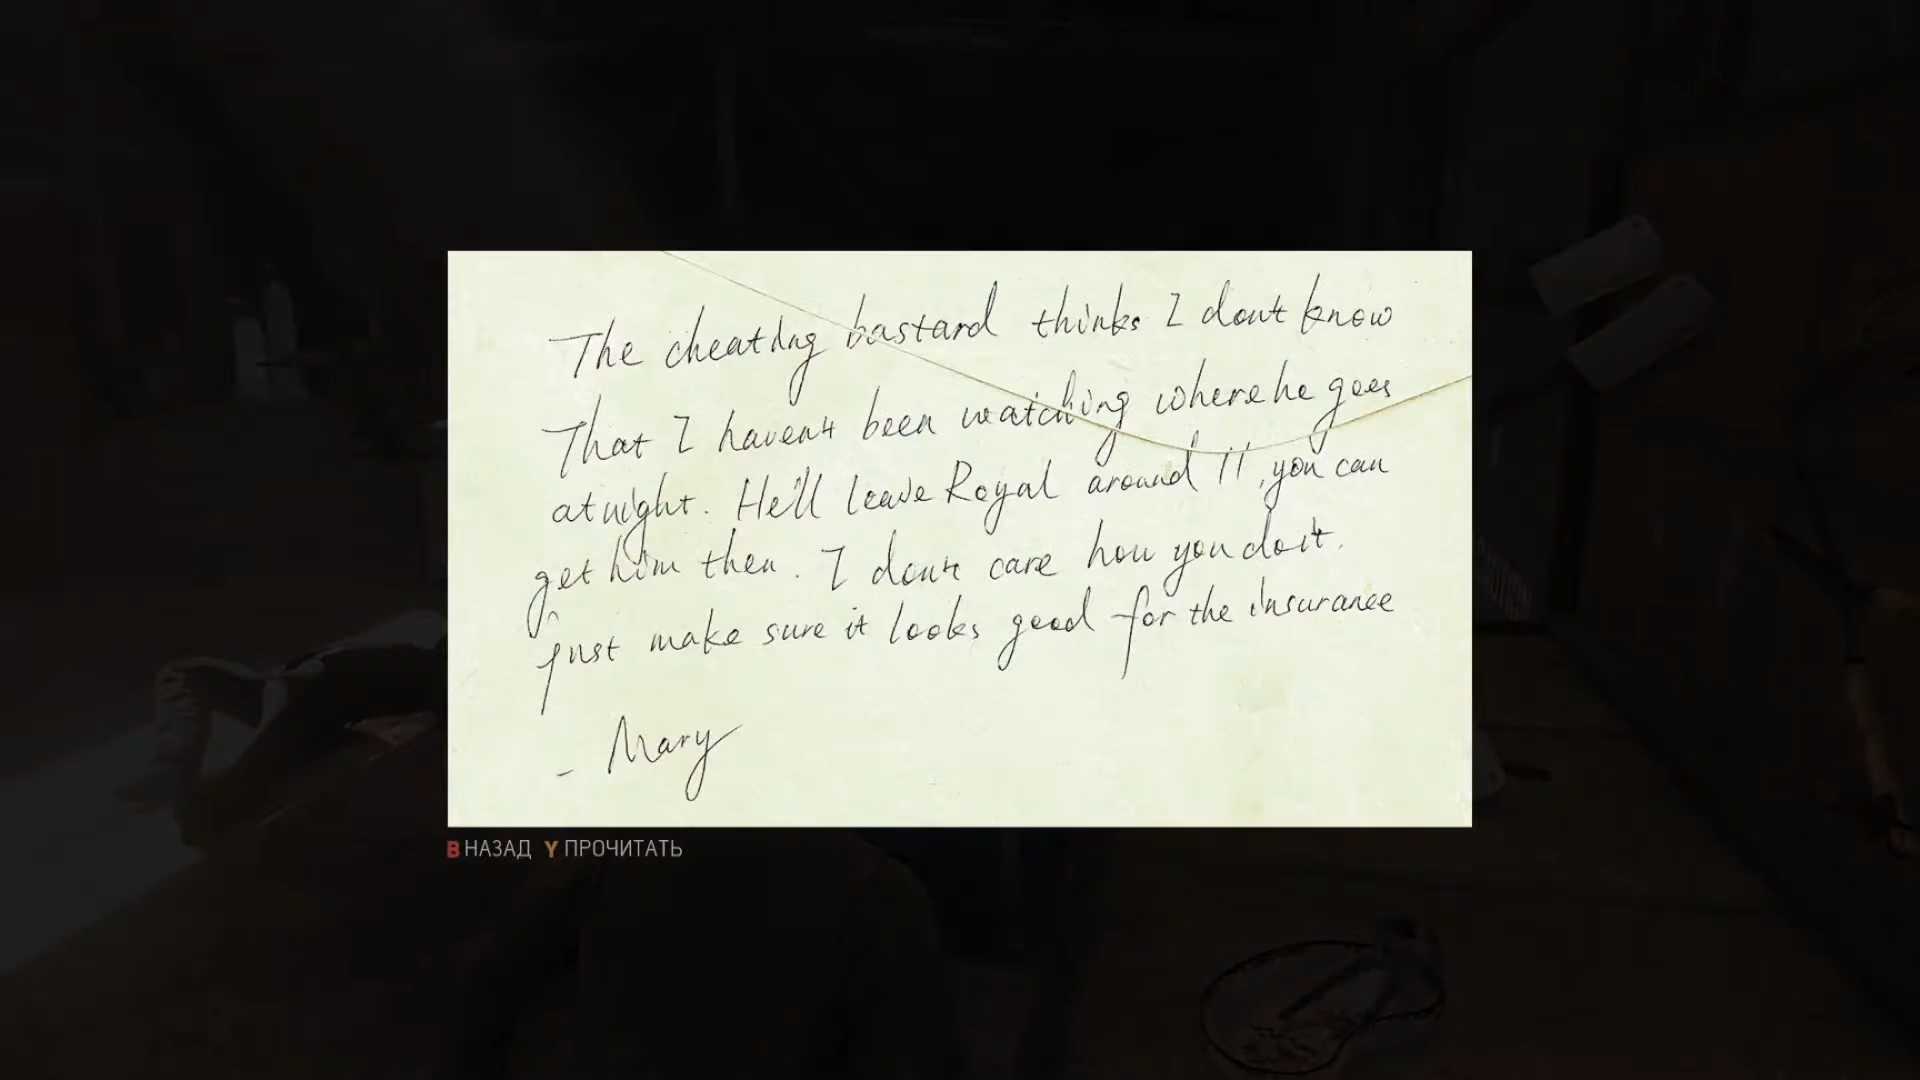 The cheating bastard thinks I don't know
That I haven't been watching where he goes
at night. He'll leave Royal around 11, you can
get him then. I don't care how you do it.
just make sure it looks good for the insurance
- Mary
B НАЗАД Y ПРОЧИТАТЬ